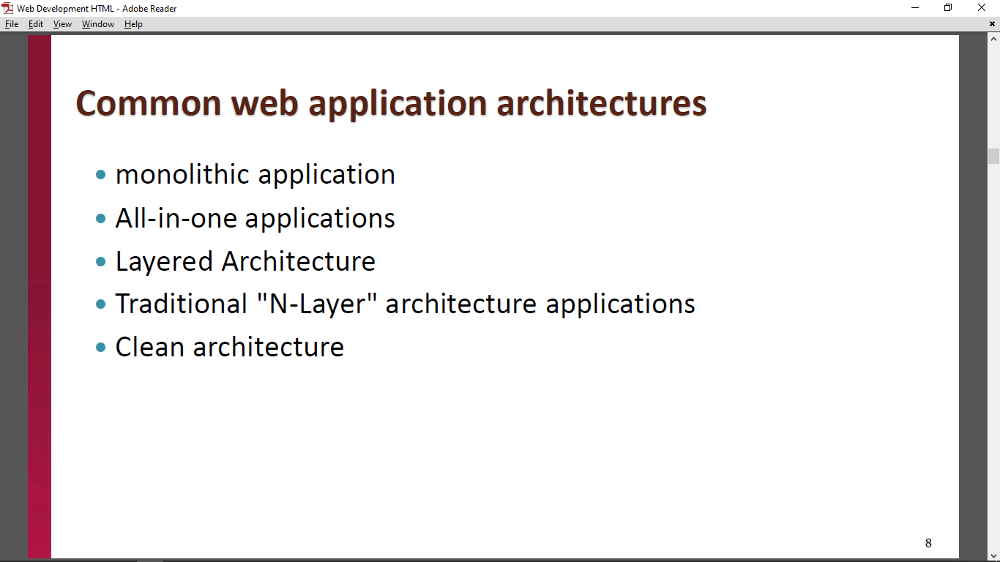 Web Development HTML - Adobe Reader
File Edit View Window Help
Common web application architectures
• monolithic application
• All-in-one applications
• Layered Architecture
• Traditional "N-Layer" architecture applications
• Clean architecture
8